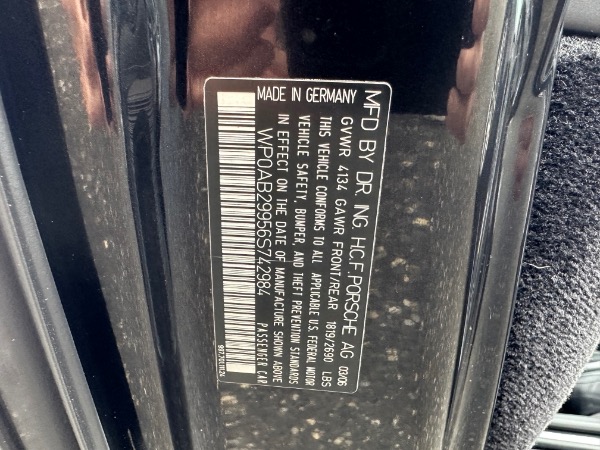 MFD BY DR. ING. H.C.F. PORSCHE AG 03/06
GVWR 4134 GAWR FRONT/REAR 1819/2690 LBS
THIS VEHICLE CONFORMS TO ALL APPLICABLE U.S. FEDERAL MOTOR
VEHICLE SAFETY, BUMPER, AND THEFT PREVENTION STANDARDS
IN EFFECT ON THE DATE OF MANUFACTURE SHOWN ABOVE
WP0AB29956S742984 PASSENGER CAR
MADE IN GERMANY